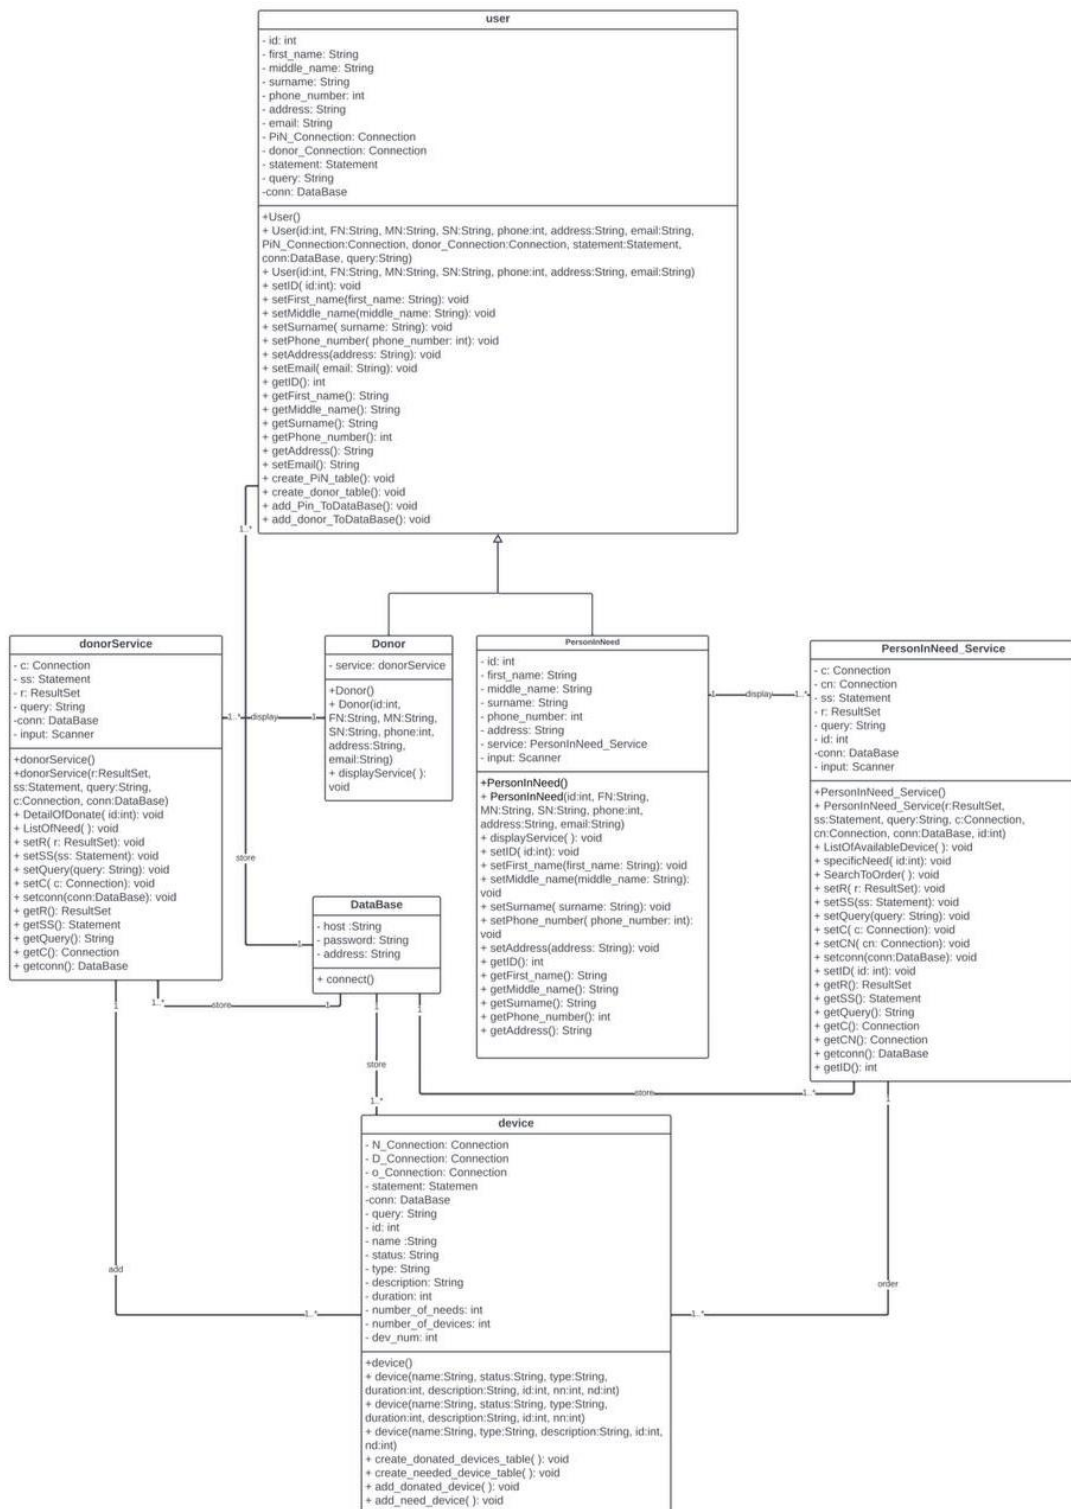 user
- id: int
- first_name: String
- middle_name: String
- surname: String
- phone_number: int
- address: String
- email: String
- PiN_Connection: Connection
- donor_Connection: Connection
- statement: Statement
- query: String
-conn: DataBase
+User()
+ User(id:int, FN:String, MN:String, SN:String, phone:int, address:String, email:String,
PiN_Connection:Connection, donor_Connection:Connection, statement:Statement,
conn:DataBase, query:String)
+ User(id:int, FN:String, MN:String, SN:String, phone:int, address:String, email:String)
+ setID( id:int): void
+ setFirst_name(first_name: String): void
+ setMiddle_name(middle_name: String): void
+ setSurname( surname: String): void
+ setPhone_number( phone_number: int): void
+ setAddress(address: String): void
+ setEmail( email: String): void
+ getID(): int
+ getFirst_name(): String
+ getMiddle_name(): String
+ getSurname(): String
+ getPhone_number(): int
+ getAddress(): String
+ setEmail(): String
+ create_PiN_table(): void
+ create_donor_table(): void
+ add_Pin_ToDataBase(): void
+ add_donor_ToDataBase(): void
1..*
store
1
donorService
- c: Connection
- ss: Statement
- r: ResultSet
- query: String
-conn: DataBase
- input: Scanner
+donorService()
+donorService(r:ResultSet,
ss:Statement, query:String,
c:Connection, conn:DataBase)
+ DetailOfDonate( id:int): void
+ ListOfNeed( ): void
+ setR( r: ResultSet): void
+ setSS(ss: Statement): void
+ setQuery(query: String): void
+ setC( c: Connection): void
+ setconn(conn:DataBase): void
+ getR(): ResultSet
+ getSS(): Statement
+ getQuery(): String
+ getC(): Connection
+ getconn(): DataBase
1..* display 1
Donor
- service: donorService
+Donor()
+ Donor(id:int,
FN:String, MN:String,
SN:String, phone:int,
address:String,
email:String)
+ displayService( ):
void
PersonInNeed
- id: int
- first_name: String
- middle_name: String
- surname: String
- phone_number: int
- address: String
- service: PersonInNeed_Service
- input: Scanner
+PersonInNeed()
+ PersonInNeed(id:int, FN:String,
MN:String, SN:String, phone:int,
address:String, email:String)
+ displayService( ): void
+ setID( id:int): void
+ setFirst_name(first_name: String): void
+ setMiddle_name(middle_name: String):
void
+ setSurname( surname: String): void
+ setPhone_number( phone_number: int):
void
+ setAddress(address: String): void
+ getID(): int
+ getFirst_name(): String
+ getMiddle_name(): String
+ getSurname(): String
+ getPhone_number(): int
+ getAddress(): String
1 display 1..*
PersonInNeed_Service
- c: Connection
- cn: Connection
- ss: Statement
- r: ResultSet
- query: String
- id: int
-conn: DataBase
- input: Scanner
+PersonInNeed_Service()
+ PersonInNeed_Service(r:ResultSet,
ss:Statement, query:String, c:Connection,
cn:Connection, conn:DataBase, id:int)
+ ListOfAvailableDevice( ): void
+ specificNeed( id:int): void
+ SearchToOrder( ): void
+ setR( r: ResultSet): void
+ setSS(ss: Statement): void
+ setQuery(query: String): void
+ setC( c: Connection): void
+ setCN( cn: Connection): void
+ setconn(conn:DataBase): void
+ setID( id: int): void
+ getR(): ResultSet
+ getSS(): Statement
+ getQuery(): String
+ getC(): Connection
+ getCN(): Connection
+ getconn(): DataBase
+ getID(): int
DataBase
- host :String
- password: String
- address: String
+ connect()
1..* store 1
1
store
1..*
1
store 1..*
1
add
1..*
1
order
1..*
device
- N_Connection: Connection
- D_Connection: Connection
- o_Connection: Connection
- statement: Statemen
-conn: DataBase
- query: String
- id: int
- name :String
- status: String
- type: String
- description: String
- duration: int
- number_of_needs: int
- number_of_devices: int
- dev_num: int
+device()
+ device(name:String, status:String, type:String,
duration:int, description:String, id:int, nn:int, nd:int)
+ device(name:String, status:String, type:String,
duration:int, description:String, id:int, nn:int)
+ device(name:String, type:String, description:String, id:int,
nd:int)
+ create_donated_devices_table( ): void
+ create_needed_device_table( ): void
+ add_donated_device( ): void
+ add_need_device( ): void